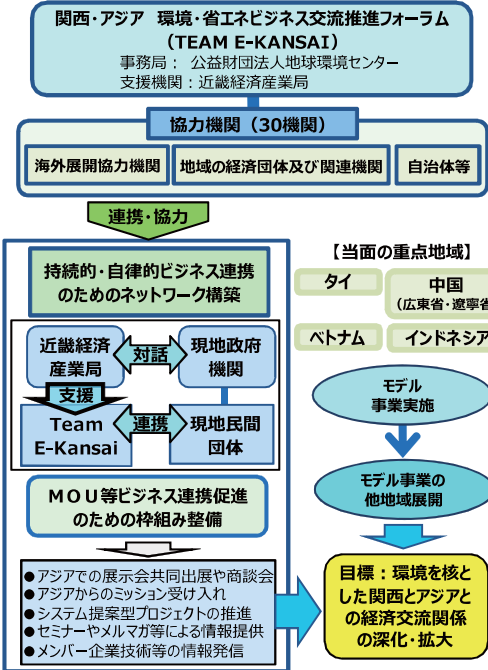 関西・アジア 環境・省エネビジネス交流推進フォーラム
（TEAM E-KANSAI）
事務局： 公益財団法人地球環境センター
支援機関：近畿経済産業局
協力機関（30機関）
海外展開協力機関
地域の経済団体及び関連機関
自治体等
連携・協力
持続的・自律的ビジネス連携
のためのネットワーク構築
近畿経済
産業局
対話
現地政府
機関
支援
Team
E-Kansai
連携
現地民間
団体
ＭＯＵ等ビジネス連携促進
のための枠組み整備
●アジアでの展示会共同出展や商談会
●アジアからのミッション受け入れ
●システム提案型プロジェクトの推進
●セミナーやメルマガ等による情報提供
●メンバー企業技術等の情報発信
【当面の重点地域】
タイ
中国
（広東省・遼寧省
ベトナム
インドネシア
モデル
事業実施
モデル事業の
他地域展開
目標：環境を核と
した関西とアジアと
の経済交流関係
の深化・拡大